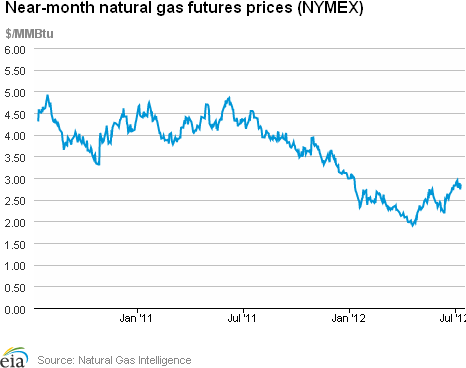 Near-month natural gas futures prices (NYMEX)
$/MMBtu
6.00
5.50
5.00
4.50
4.00
3.50
3.00
2.50
2.00
1.50
1.00
0.50
0.00
Jan '11
Jul '11
Jan '12
Jul '12
eia
Source: Natural Gas Intelligence